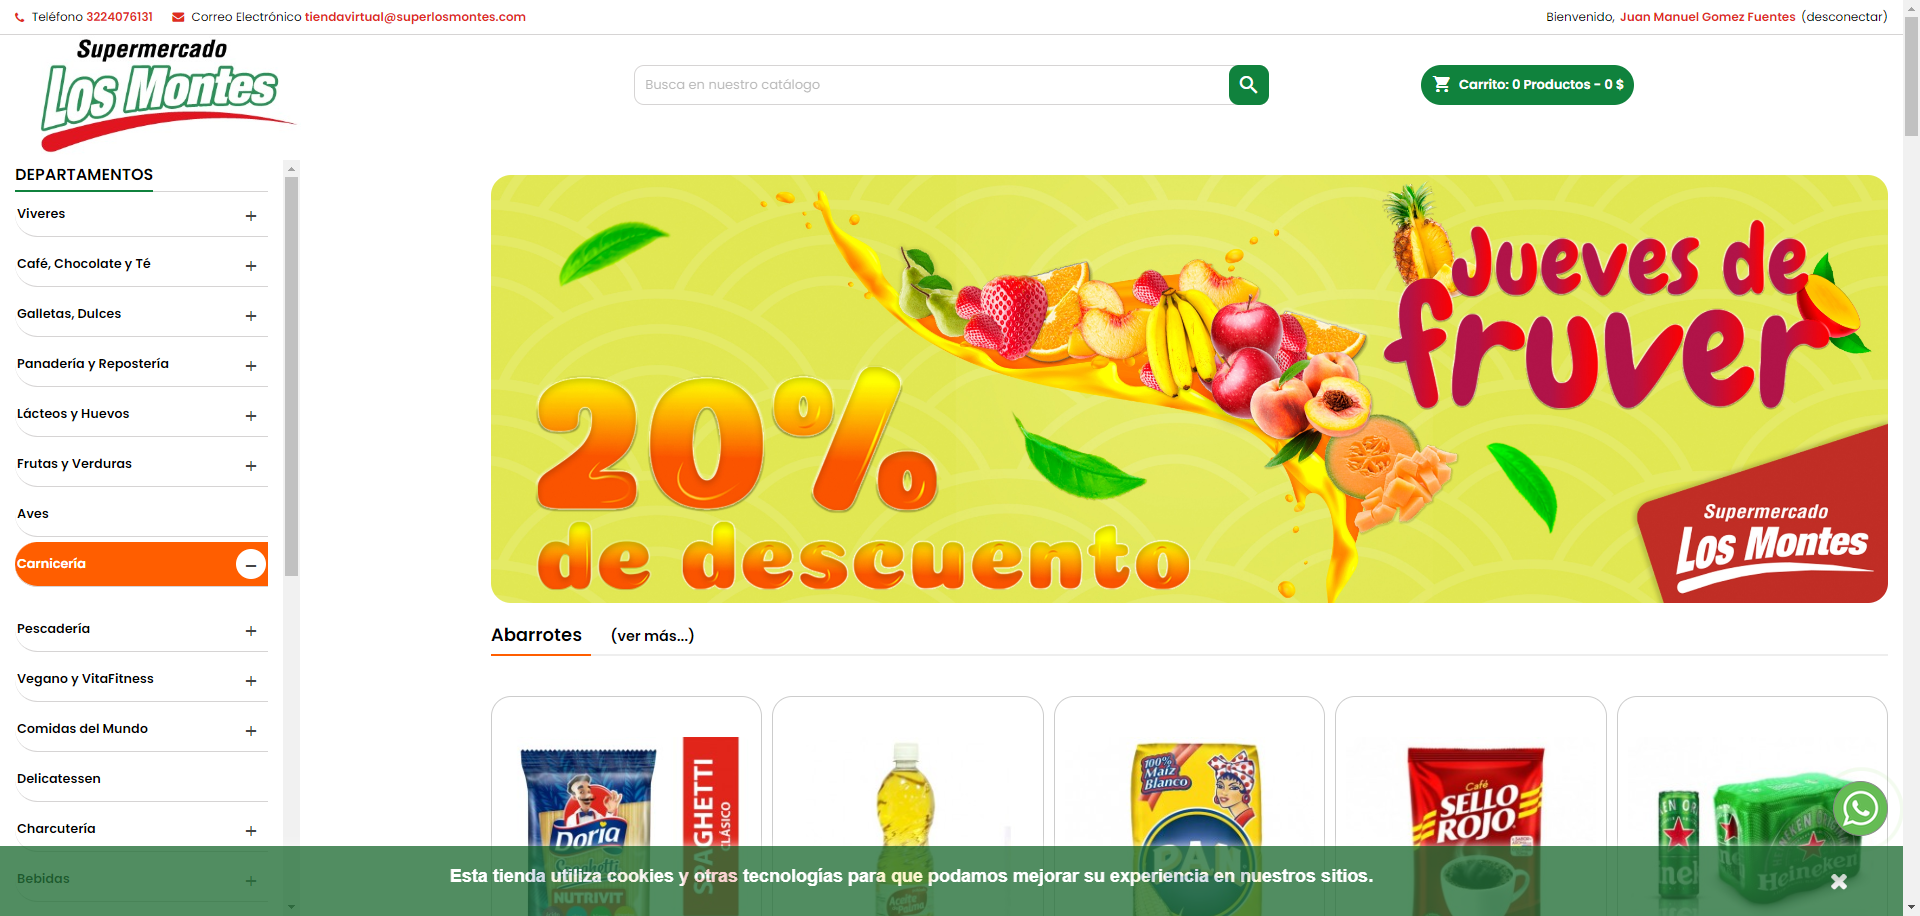 Teléfono 3224076131 Correo Electrónico tiendavirtual@superlosmontes.com
Bienvenido, Juan Manuel Gomez Fuentes (desconectar)
Supermercado
Los Montes
Busca en nuestro catálogo
Carrito: 0 Productos - 0 $
DEPARTAMENTOS
Viveres
Café, Chocolate y Té
Galletas, Dulces
Panadería y Repostería
Lácteos y Huevos
Frutas y Verduras
Aves
Carnicería
Pescadería
Vegano y VitaFitness
Comidas del Mundo
Delicatessen
Charcutería
Bebidas
Jueves de
fruver
20%
de descuento
Supermercado
Los Montes
Abarrotes (ver más...)
Doria
Spaghetti
NUTRIVIT
SPAGHETTI
CLÁSICO
Aceite
de Palma
100%
Maíz
Blanco
PAN
Café
SELLO
ROJO
Heineken
Esta tienda utiliza cookies y otras tecnologías para que podamos mejorar su experiencia en nuestros sitios.